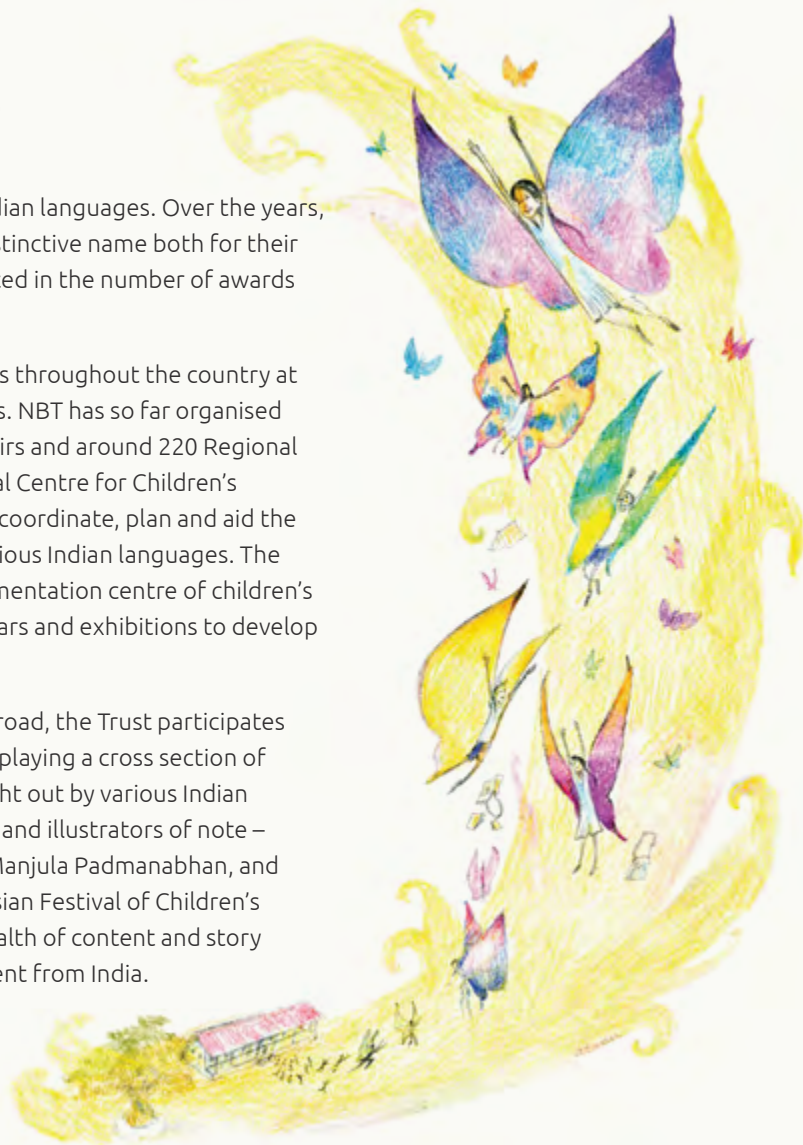 dian languages. Over the years,
stinctive name both for their
ted in the number of awards
s throughout the country at
s. NBT has so far organised
irs and around 220 Regional
al Centre for Children's
coordinate, plan and aid the
ious Indian languages. The
mentation centre of children's
ars and exhibitions to develop
road, the Trust participates
playing a cross section of
ht out by various Indian
and illustrators of note –
Manjula Padmanabhan, and
sian Festival of Children's
alth of content and story
ent from India.